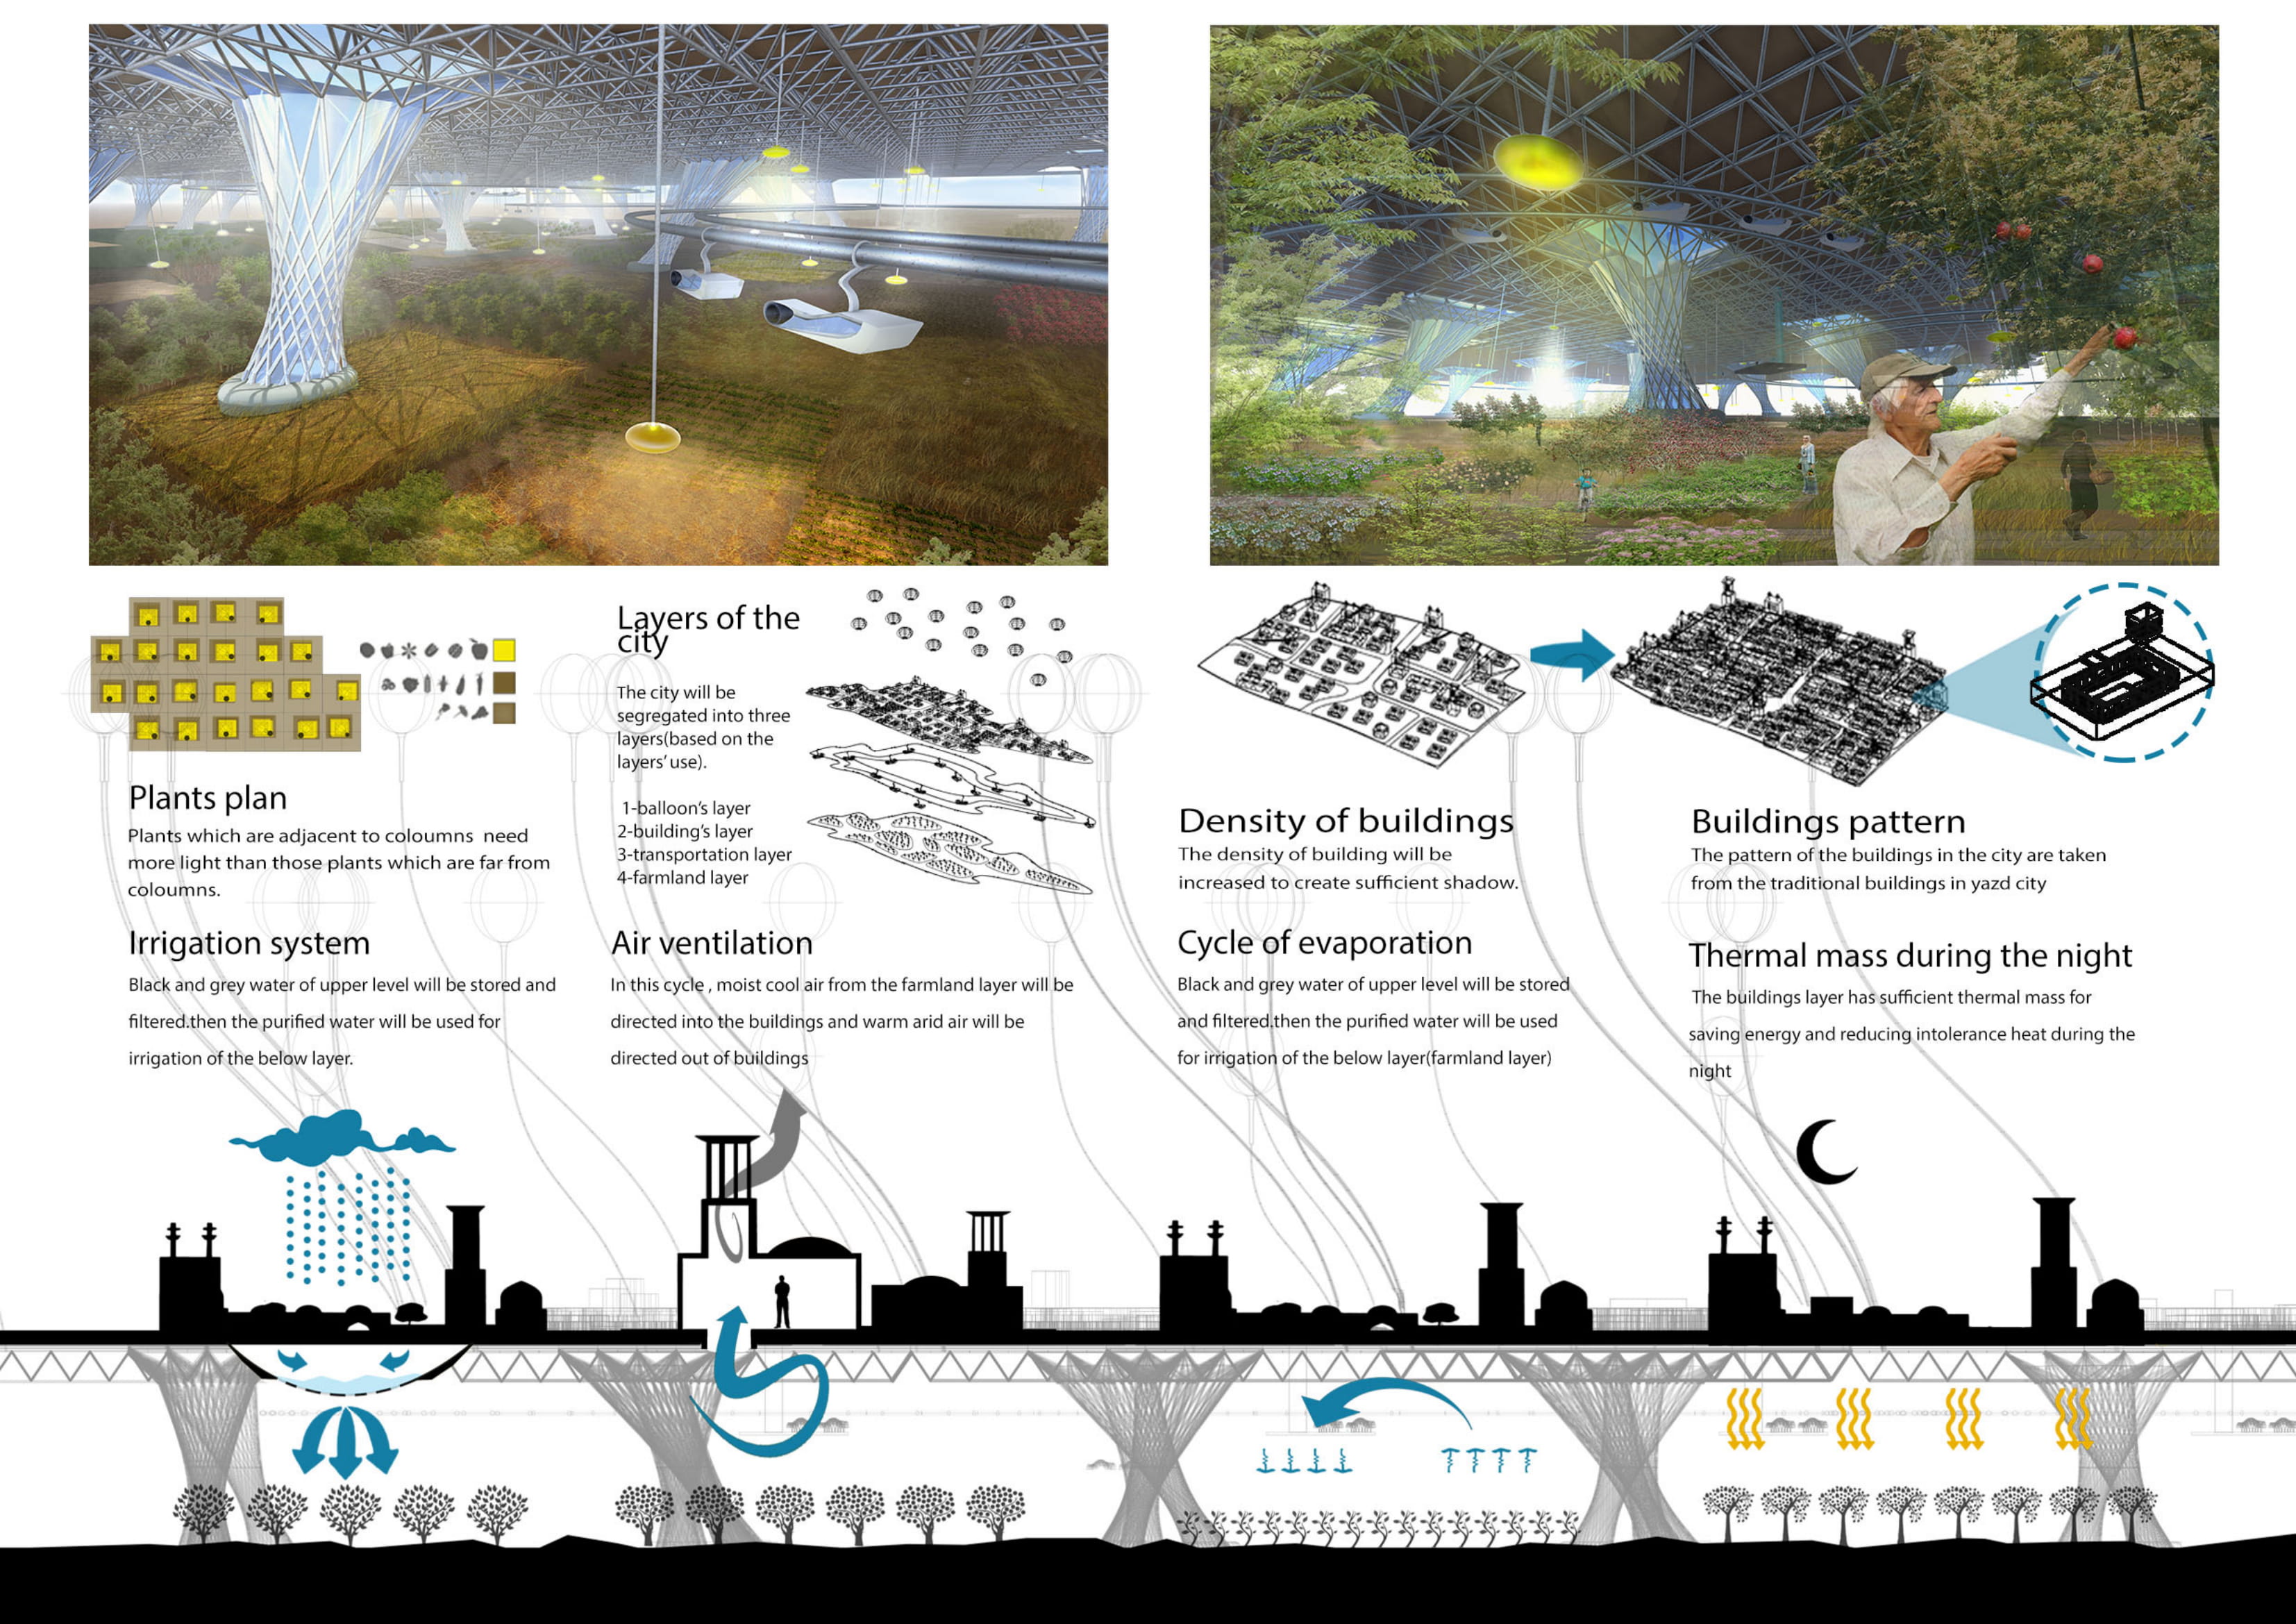 Layers of the
city
The city will be
segregated into three
layers(based on the
layers' use).
1-balloon's layer
2-building's layer
3-transportation layer
4-farmland layer
Plants plan
Plants which are adjacent to coloumns need
more light than those plants which are far from
coloumns.
Density of buildings
The density of building will be
increased to create sufficient shadow.
Buildings pattern
The pattern of the buildings in the city are taken
from the traditional buildings in yazd city
Irrigation system
Black and grey water of upper level will be stored and
filtered.then the purified water will be used for
irrigation of the below layer.
Air ventilation
In this cycle , moist cool air from the farmland layer will be
directed into the buildings and warm arid air will be
directed out of buildings
Cycle of evaporation
Black and grey water of upper level will be stored
and filtered.then the purified water will be used
for irrigation of the below layer(farmland layer)
Thermal mass during the night
The buildings layer has sufficient thermal mass for
saving energy and reducing intolerance heat during the
night